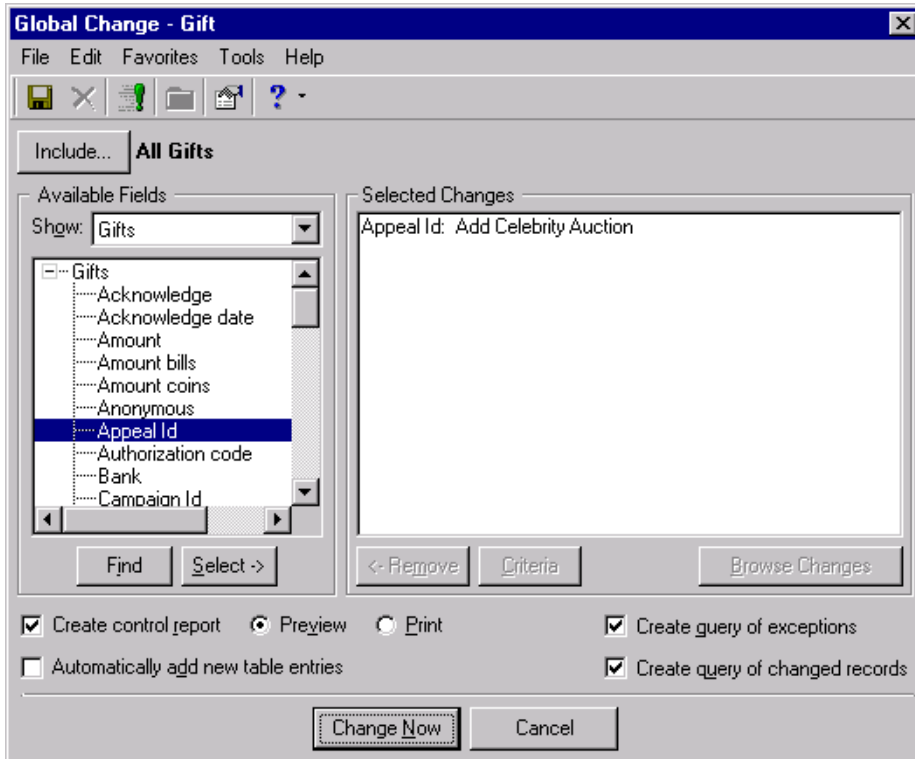 Global Change - Gift
File Edit Favorites Tools Help
Include... All Gifts
Available Fields
Show: Gifts
Gifts
Acknowledge
Acknowledge date
Amount
Amount bills
Amount coins
Anonymous
Appeal Id
Authorization code
Bank
Campaign Id
Find Select ->
Selected Changes
Appeal Id: Add Celebrity Auction
<- Remove Criteria Browse Changes
Create control report Preview Print Create query of exceptions
Automatically add new table entries Create query of changed records
Change Now Cancel